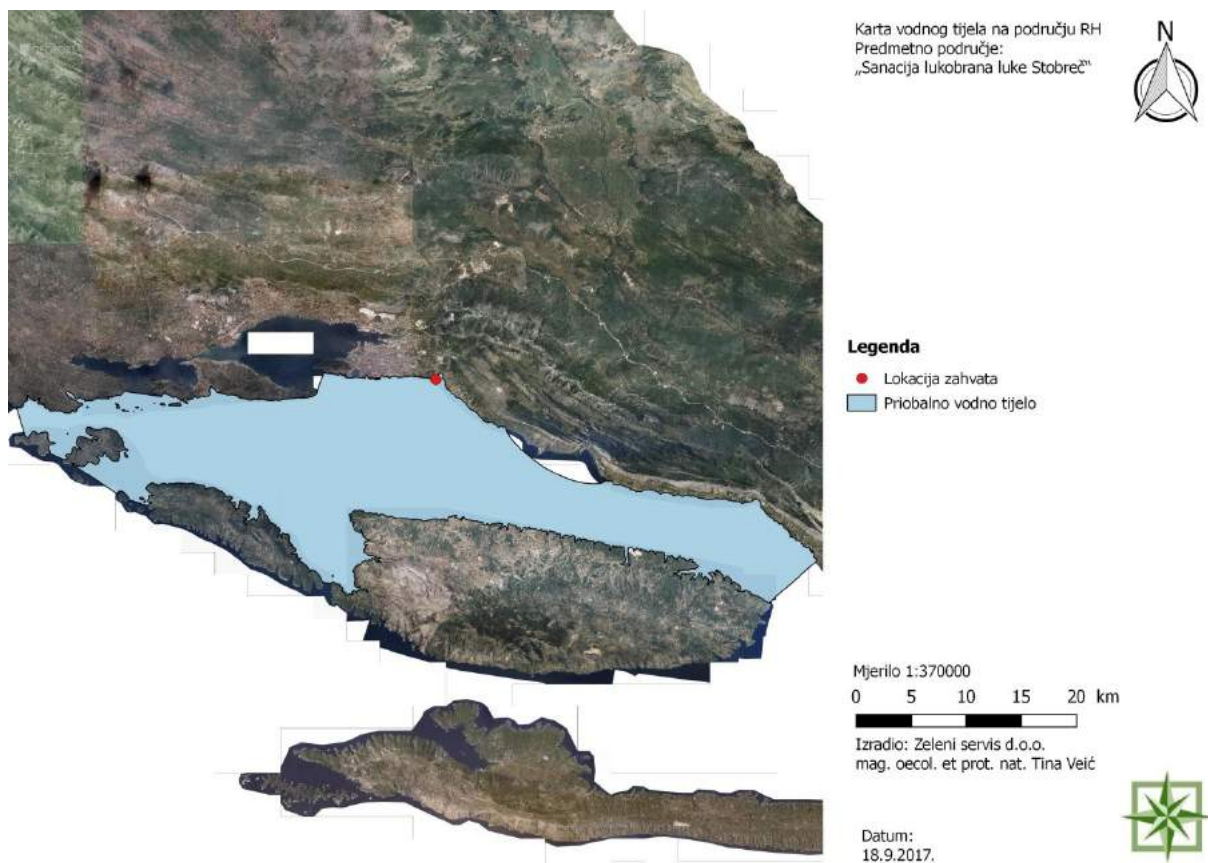 Karta vodnog tijela na području RH
Predmetno područje:
„Sanacija lukobrana luke Stobreč“
N
Legenda
Lokacija zahvata
Priobalno vodno tijelo
Mjerilo 1:370000
0 5 10 15 20 km
Izradio: Zeleni servis d.o.o.
mag. oecol. et prot. nat. Tina Veić
Datum:
18.9.2017.